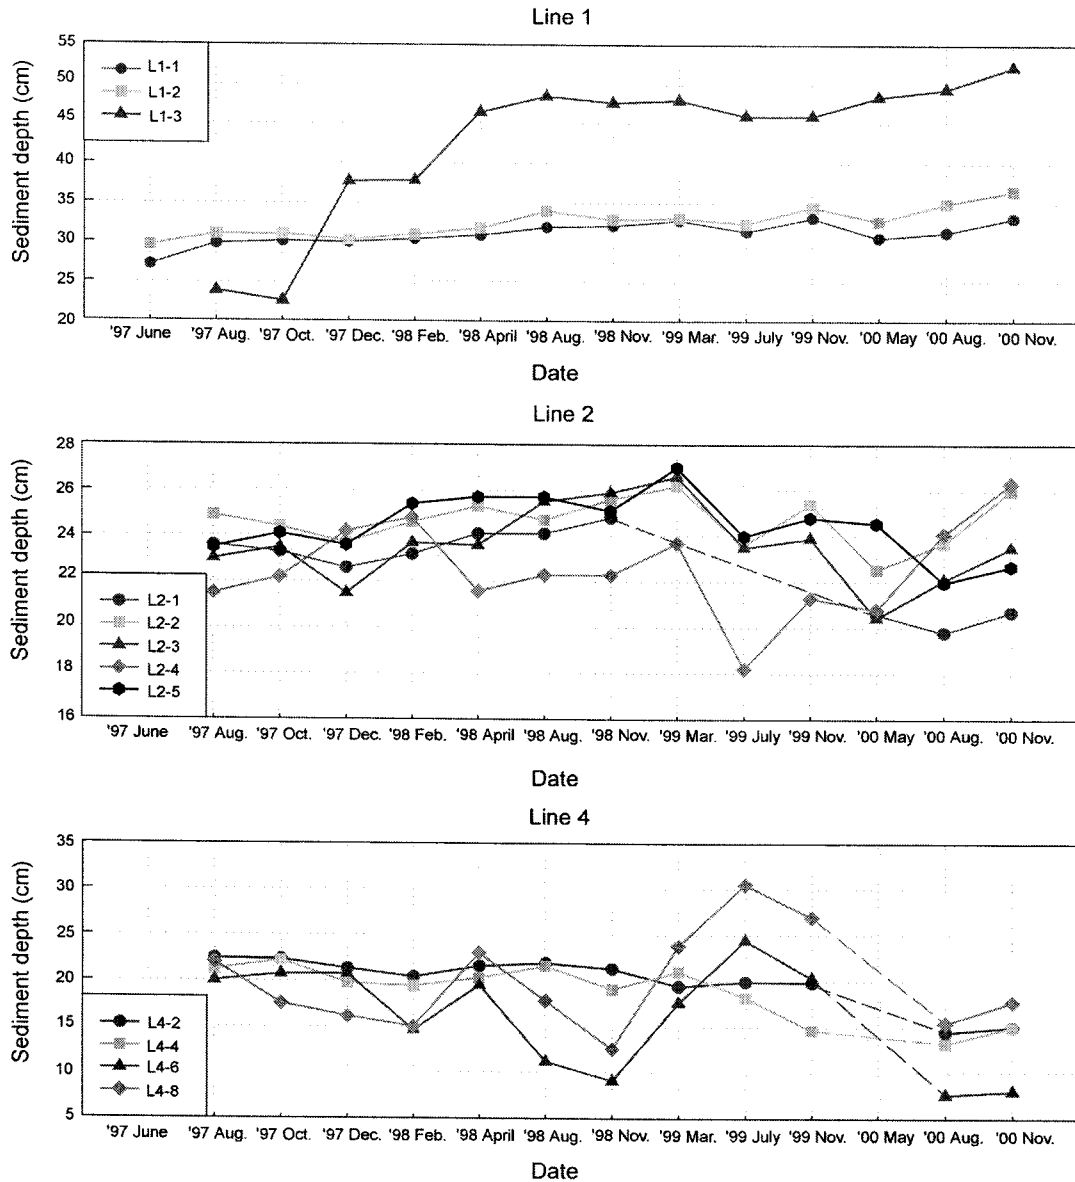 Line 1
Sediment depth (cm)
55
50
45
40
35
30
25
20
L1-1
L1-2
L1-3
'97 June '97 Aug. '97 Oct. '97 Dec. '98 Feb. '98 April '98 Aug. '98 Nov. '99 Mar. '99 July '99 Nov. '00 May '00 Aug. '00 Nov.
Date
Line 2
Sediment depth (cm)
28
26
24
22
20
18
16
L2-1
L2-2
L2-3
L2-4
L2-5
'97 June '97 Aug. '97 Oct. '97 Dec. '98 Feb. '98 April '98 Aug. '98 Nov. '99 Mar. '99 July '99 Nov. '00 May '00 Aug. '00 Nov.
Date
Line 4
Sediment depth (cm)
35
30
25
20
15
10
5
L4-2
L4-4
L4-6
L4-8
'97 June '97 Aug. '97 Oct. '97 Dec. '98 Feb. '98 April '98 Aug. '98 Nov. '99 Mar. '99 July '99 Nov. '00 May '00 Aug. '00 Nov.
Date